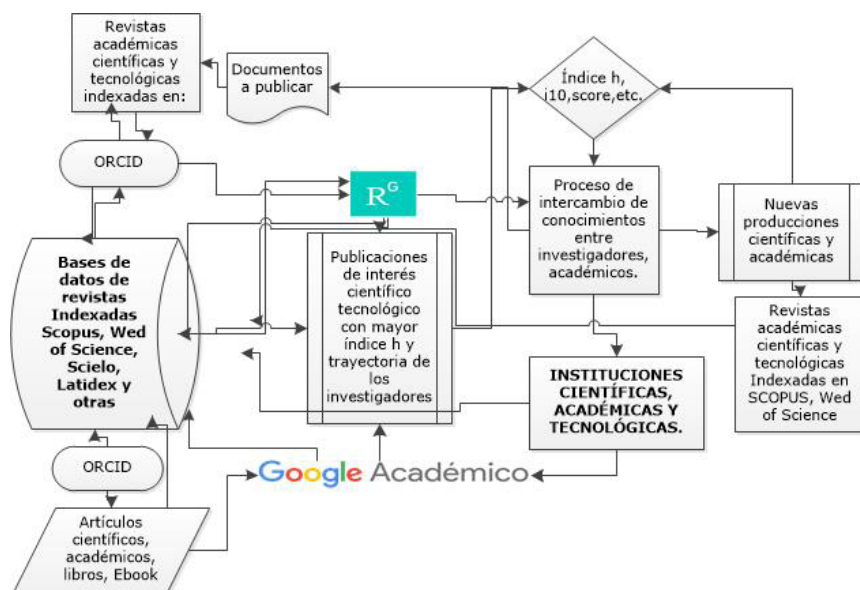 Revistas
académicas
científicas y
tecnológicas
indexadas en:
Documentos
a publicar
Índice h,
i10,score,etc.
ORCID
R^G
Proceso de
intercambio de
conocimientos
entre
investigadores,
académicos.
Nuevas
producciones
científicas y
académicas
Bases de
datos de
revistas
Indexadas
Scopus, Wed
of Science,
Scielo,
Latidex y
otras
Publicaciones
de interés
científico
tecnológico
con mayor
índice h y
trayectoria de
los
investigadores
INSTITUCIONES
CIENTÍFICAS,
ACADÉMICAS Y
TECNOLÓGICAS.
Revistas
académicas
científicas y
tecnológicas
Indexadas en
SCOPUS, Wed
of Science
ORCID
Google Académico
Artículos
científicos,
académicos,
libros, Ebook